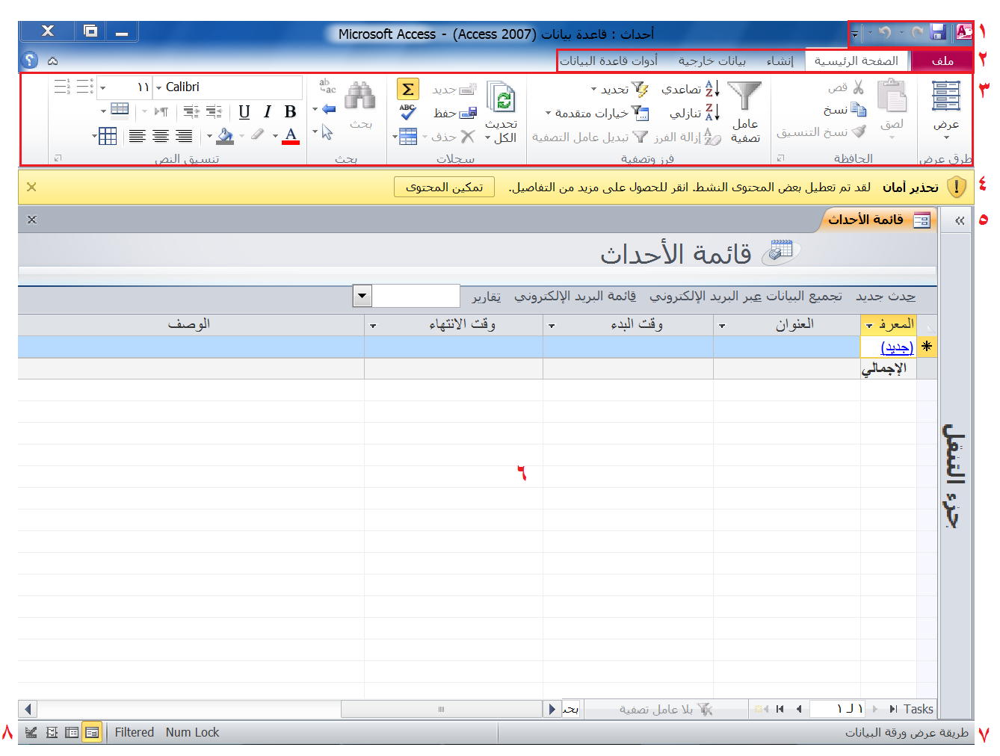 أحداث : قاعدة بيانات (Access 2007) - Microsoft Access
١
ملف الصفحة الرئيسية إنشاء بيانات خارجية أدوات قاعدة البيانات
٢
٣
عرض
طرق عرض
لصق
قص
نسخ
نسخ التنسيق
الحافظة
عامل تصفية
تصاعدي
تنازلي
إزالة الفرز
تحديد
خيارات متقدمة
تبديل عامل التصفية
فرز وتصفية
تحديث الكل
جديد
حفظ
حذف
سجلات
بحث
بحث
Calibri ١١
B I U
تنسيق النص
تحذير أمان لقد تم تعطيل بعض المحتوى النشط. انقر للحصول على مزيد من التفاصيل. تمكين المحتوى
٤
قائمة الأحداث
٥
قائمة الأحداث
حدث جديد تجميع البيانات عبر البريد الإلكتروني قائمة البريد الإلكتروني تقارير
المعرف العنوان وقت البدء وقت الانتهاء الوصف
(جديد)
الإجمالي
جزء التنقل
٦
Tasks ١ لـ ١ بلا عامل تصفية
طريقة عرض ورقة البيانات Num Lock Filtered
٧
٨